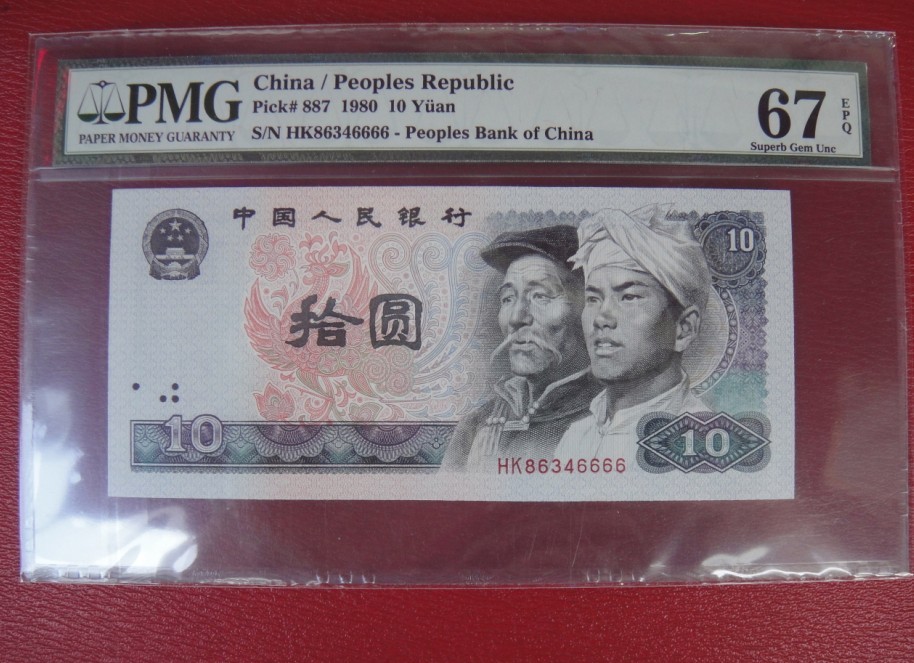 PMG
PAPER MONEY GUARANTY
China / Peoples Republic
Pick# 887 1980 10 Yüan
S/N HK86346666 - Peoples Bank of China
67
EPQ
Superb Gem Unc
中国人民银行
10
拾圆
10
10
HK86346666